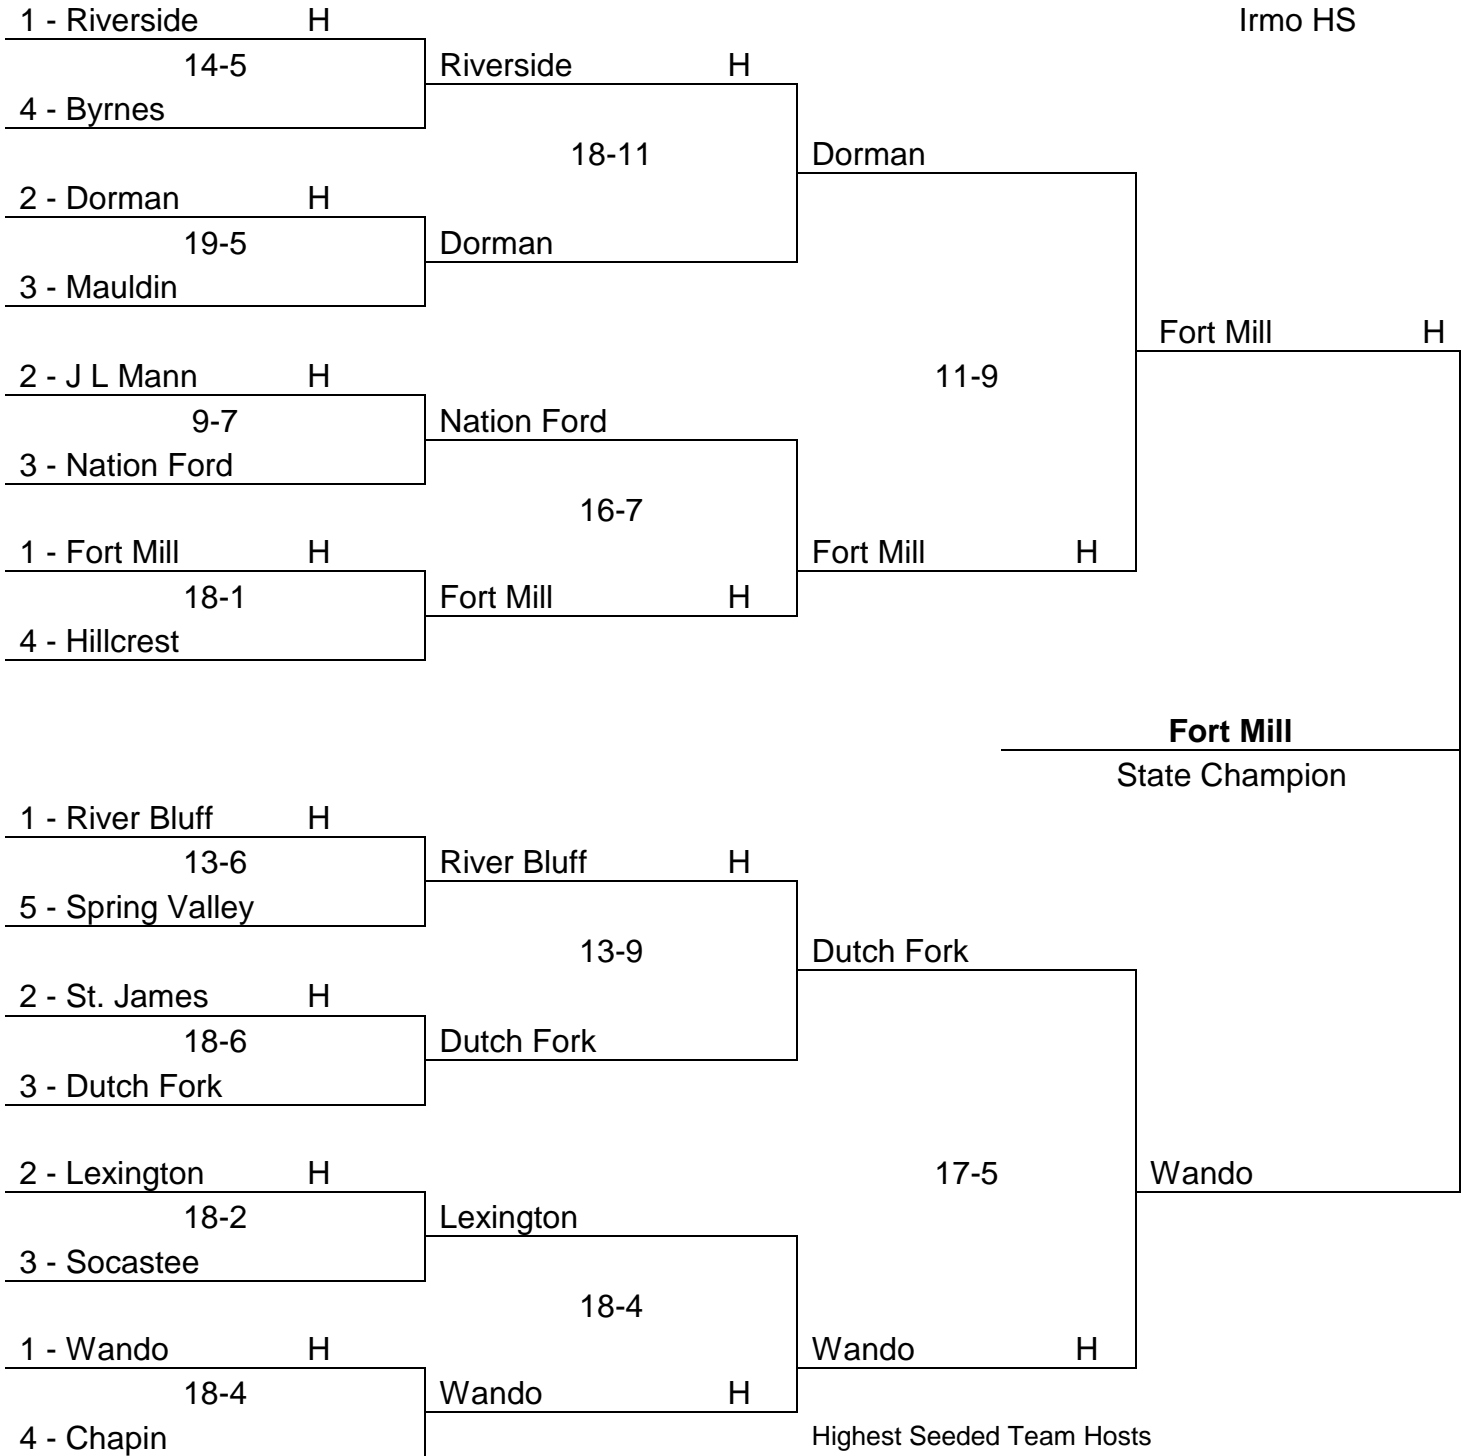 1 - Riverside H Irmo HS
14-5 Riverside H
4 - Byrnes
18-11 Dorman
2 - Dorman H
19-5 Dorman
3 - Mauldin
Fort Mill H
2 - J L Mann H 11-9
9-7 Nation Ford
3 - Nation Ford
16-7
1 - Fort Mill H Fort Mill H
18-1 Fort Mill H
4 - Hillcrest
Fort Mill
State Champion
1 - River Bluff H
13-6 River Bluff H
5 - Spring Valley
13-9 Dutch Fork
2 - St. James H
18-6 Dutch Fork
3 - Dutch Fork
2 - Lexington H 17-5 Wando
18-2 Lexington
3 - Socastee
18-4
1 - Wando H Wando H
18-4 Wando H
4 - Chapin Highest Seeded Team Hosts